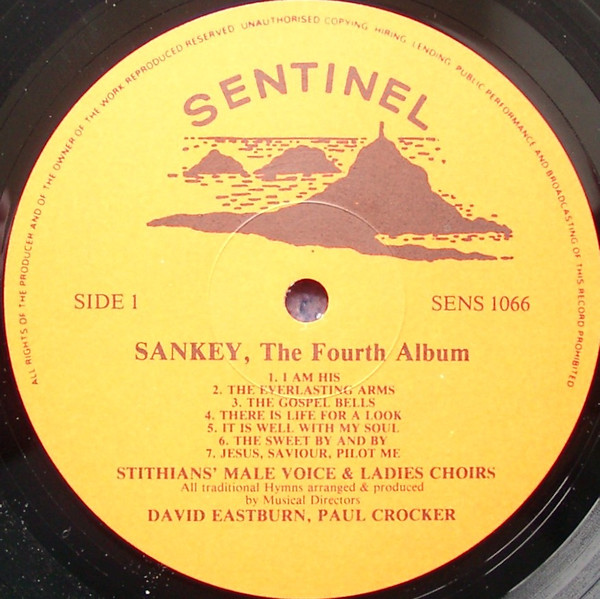 ALL RIGHTS OF THE PRODUCER AND OF THE OWNER OF THE WORK REPRODUCED RESERVED UNAUTHORISED COPYING, HIRING, LENDING, PUBLIC PERFORMANCE AND BROADCASTING OF THIS RECORD PROHIBITED
SENTINEL
SIDE 1
SENS 1066
SANKEY, The Fourth Album
1. I AM HIS
2. THE EVERLASTING ARMS
3. THE GOSPEL BELLS
4. THERE IS LIFE FOR A LOOK
5. IT IS WELL WITH MY SOUL
6. THE SWEET BY AND BY
7. JESUS, SAVIOUR, PILOT ME
STITHIANS' MALE VOICE & LADIES CHOIRS
All traditional Hymns arranged & produced
by Musical Directors
DAVID EASTBURN, PAUL CROCKER